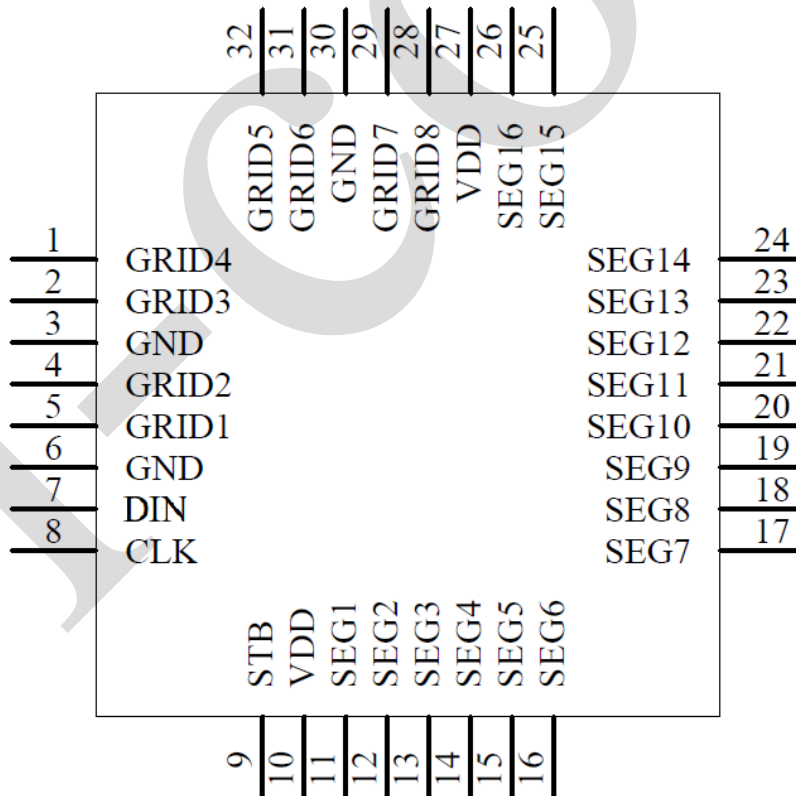 32 31 30 29 28 27 26 25
GRID5 GRID6 GND GRID7 GRID8 VDD SEG16 SEG15
1 GRID4 SEG14 24
2 GRID3 SEG13 23
3 GND SEG12 22
4 GRID2 SEG11 21
5 GRID1 SEG10 20
6 GND SEG9 19
7 DIN SEG8 18
8 CLK SEG7 17
STB VDD SEG1 SEG2 SEG3 SEG4 SEG5 SEG6
9 10 11 12 13 14 15 16